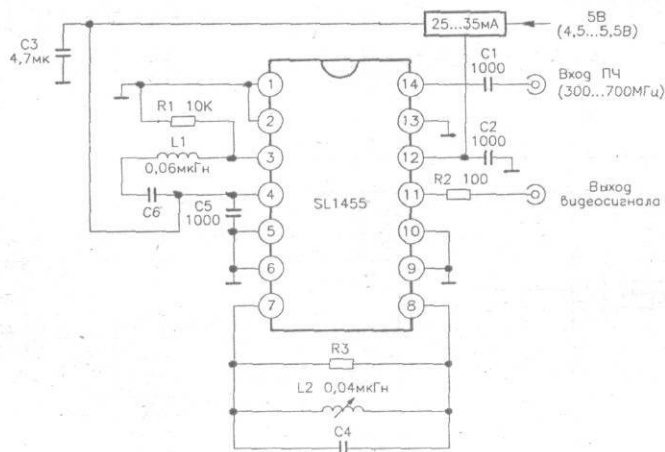 25...35мА
5В
(4,5...5,5В)
C3
4,7мк
C1
1000
Вход ПЧ
(300...700МГц)
R1 10К
L1
0,06мкГн
C6
C5
1000
C2
1000
R2 100
Выход
видеосигнала
SL1455
1
2
3
4
5
6
7
14
13
12
11
10
9
8
R3
L2 0,04мкГн
C4